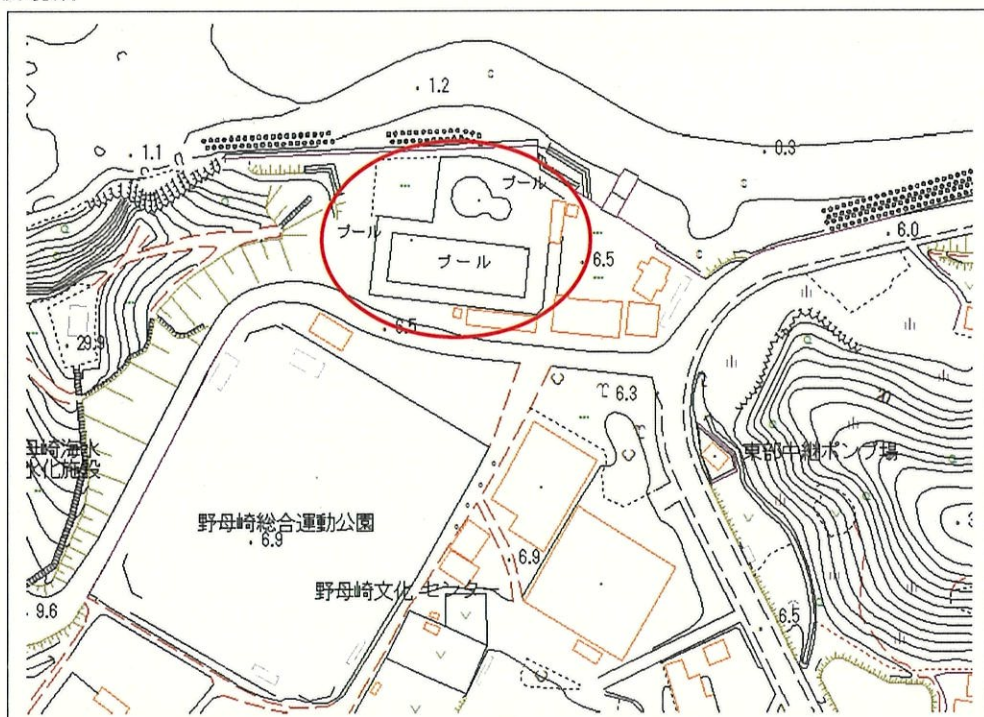 1.2
1.1
0.3
プール
プール
6.0
プール
6.5
6.5
29.9
6.3
20
母崎海水
水化施設
東部中継ポンプ場
野母崎総合運動公園
6.9
6.9
野母崎文化センター
9.6
6.5